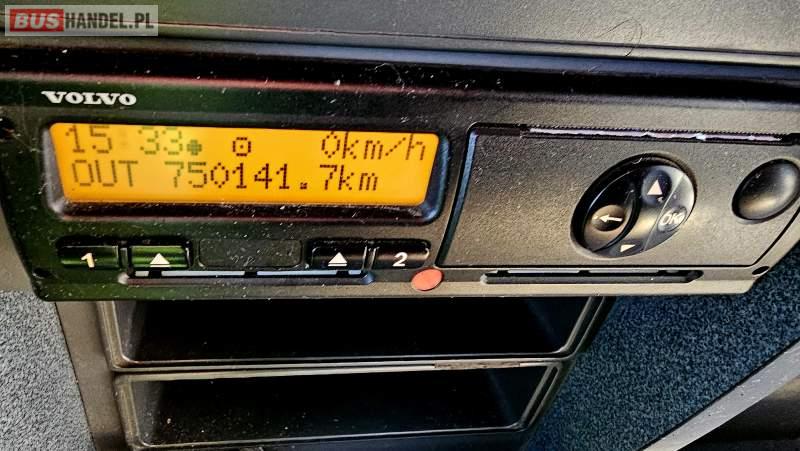 BUSHANDEL.PL
VOLVO
15:33 0km/h
OUT 750141.7km
1 2
OK